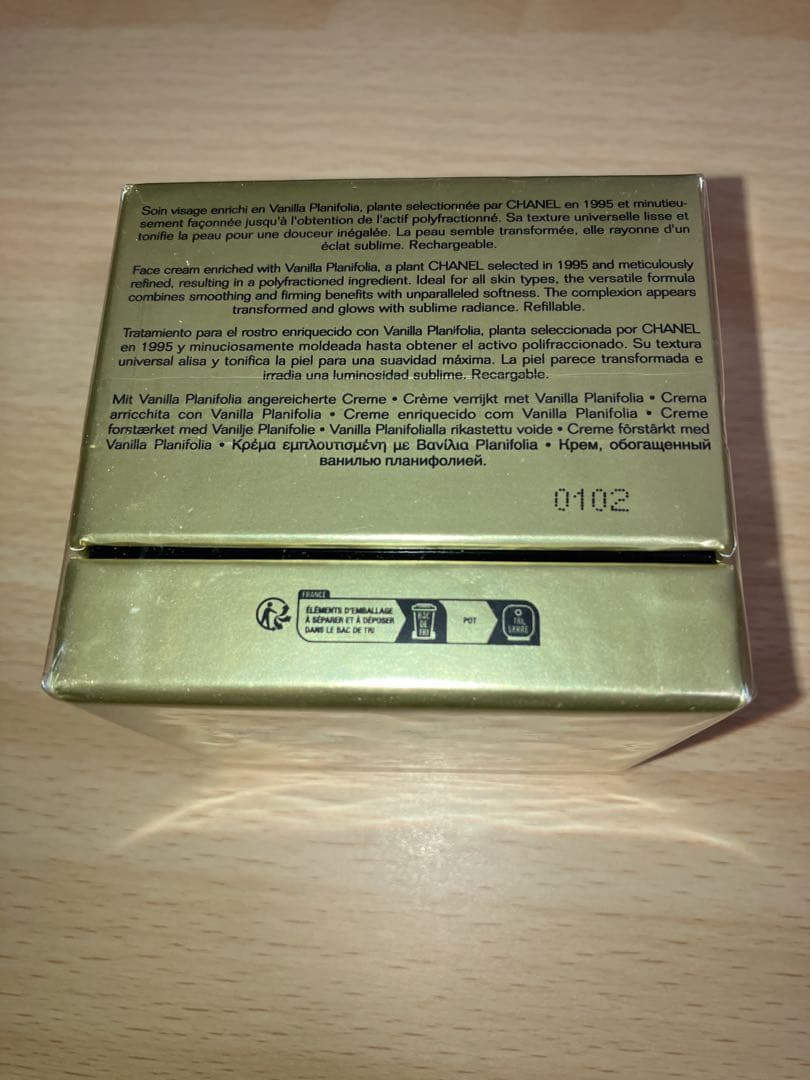 Soin visage enrichi en Vanilla Planifolia, plante selectionnée par CHANEL en 1995 et minutieu-
sement façonnée jusqu'à l'obtention de l'actif polyfractionné. Sa texture universelle lisse et
tonifie la peau pour une douceur inégalée. La peau semble transformée, elle rayonne d'un
éclat sublime. Rechargeable.
Face cream enriched with Vanilla Planifolia, a plant CHANEL selected in 1995 and meticulously
refined, resulting in a polyfractioned ingredient. Ideal for all skin types, the versatile formula
combines smoothing and firming benefits with unparalleled softness. The complexion appears
transformed and glows with sublime radiance. Refillable.
Tratamiento para el rostro enriquecido con Vanilla Planifolia, planta seleccionada por CHANEL
en 1995 y minuciosamente moldeada hasta obtener el activo polifraccionado. Su textura
universal alisa y tonifica la piel para una suavidad máxima. La piel parece transformada e
irradia una luminosidad sublime. Recargable.
Mit Vanilla Planifolia angereicherte Creme • Crème verrijkt met Vanilla Planifolia • Crema
arricchita con Vanilla Planifolia • Creme enriquecido com Vanilla Planifolia • Creme
forstærket med Vanilje Planifolie • Vanilla Planifolialla rikastettu voide • Creme förstärkt med
Vanilla Planifolia • Κρέμα εμπλουτισμένη με Βανίλια Planifolia • Крем, обогащенный
ванилью планифолией.
0102
FRANCE
ÉLÉMENTS D'EMBALLAGE
À SÉPARER ET À DÉPOSER
DANS LE BAC DE TRI
BAC
DE
TRI
POT
TRI
VERRE